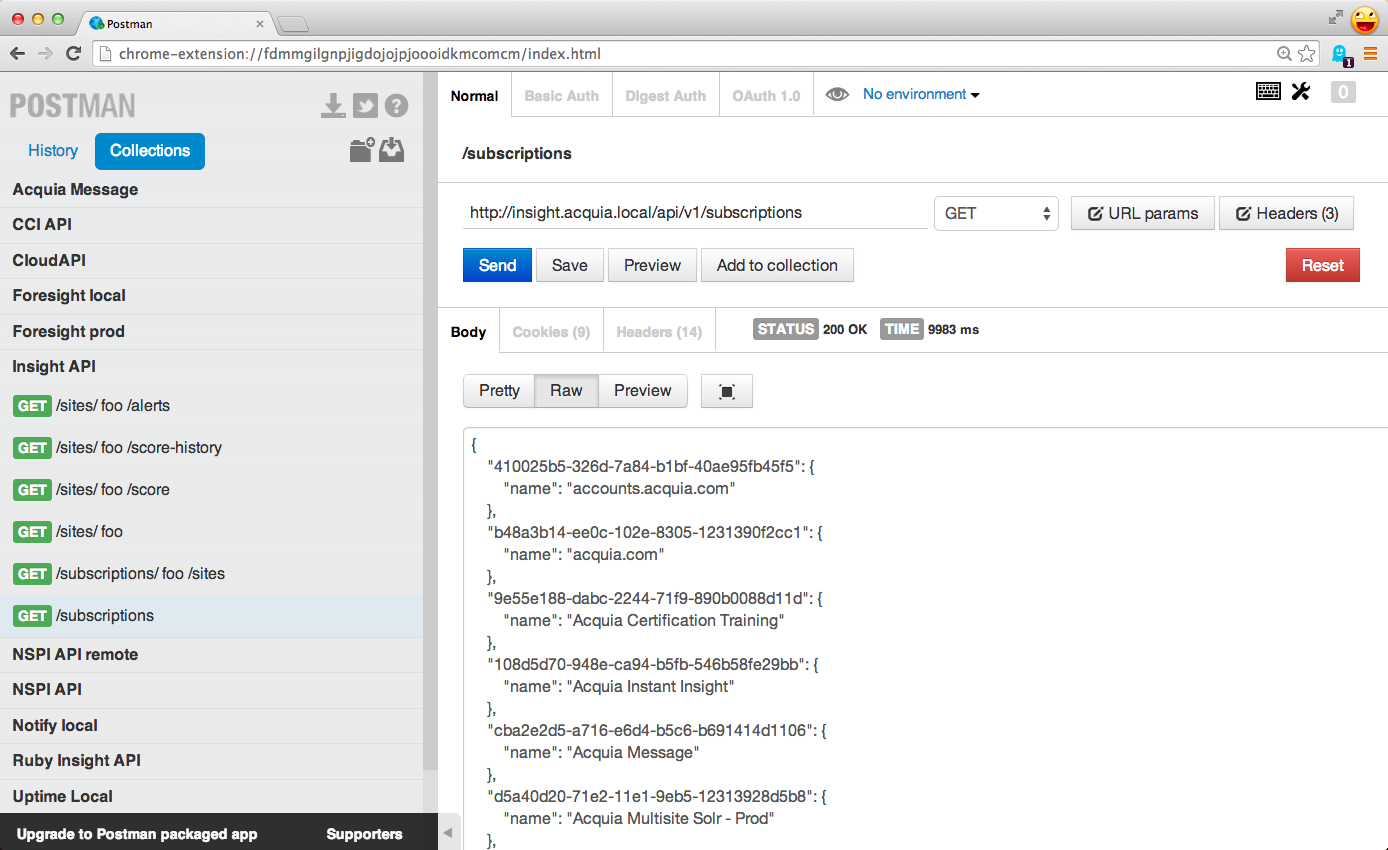 Postman
chrome-extension://fdmmgilgnpjigdojojpjoooidkmcomcm/index.html
1
POSTMAN
History
Collections
Acquia Message
CCI API
CloudAPI
Foresight local
Foresight prod
Insight API
GET /sites/ foo /alerts
GET /sites/ foo /score-history
GET /sites/ foo /score
GET /sites/ foo
GET /subscriptions/ foo /sites
GET /subscriptions
NSPI API remote
NSPI API
Notify local
Ruby Insight API
Uptime Local
Upgrade to Postman packaged app
Supporters
Normal
Basic Auth
Digest Auth
OAuth 1.0
No environment
0
/subscriptions
http://insight.acquia.local/api/v1/subscriptions
GET
URL params
Headers (3)
Send
Save
Preview
Add to collection
Reset
Body
Cookies (9)
Headers (14)
STATUS 200 OK
TIME 9983 ms
Pretty
Raw
Preview
{
"410025b5-326d-7a84-b1bf-40ae95fb45f5": {
"name": "accounts.acquia.com"
},
"b48a3b14-ee0c-102e-8305-1231390f2cc1": {
"name": "acquia.com"
},
"9e55e188-dabc-2244-71f9-890b0088d11d": {
"name": "Acquia Certification Training"
},
"108d5d70-948e-ca94-b5fb-546b58fe29bb": {
"name": "Acquia Instant Insight"
},
"cba2e2d5-a716-e6d4-b5c6-b691414d1106": {
"name": "Acquia Message"
},
"d5a40d20-71e2-11e1-9eb5-12313928d5b8": {
"name": "Acquia Multisite Solr - Prod"
},